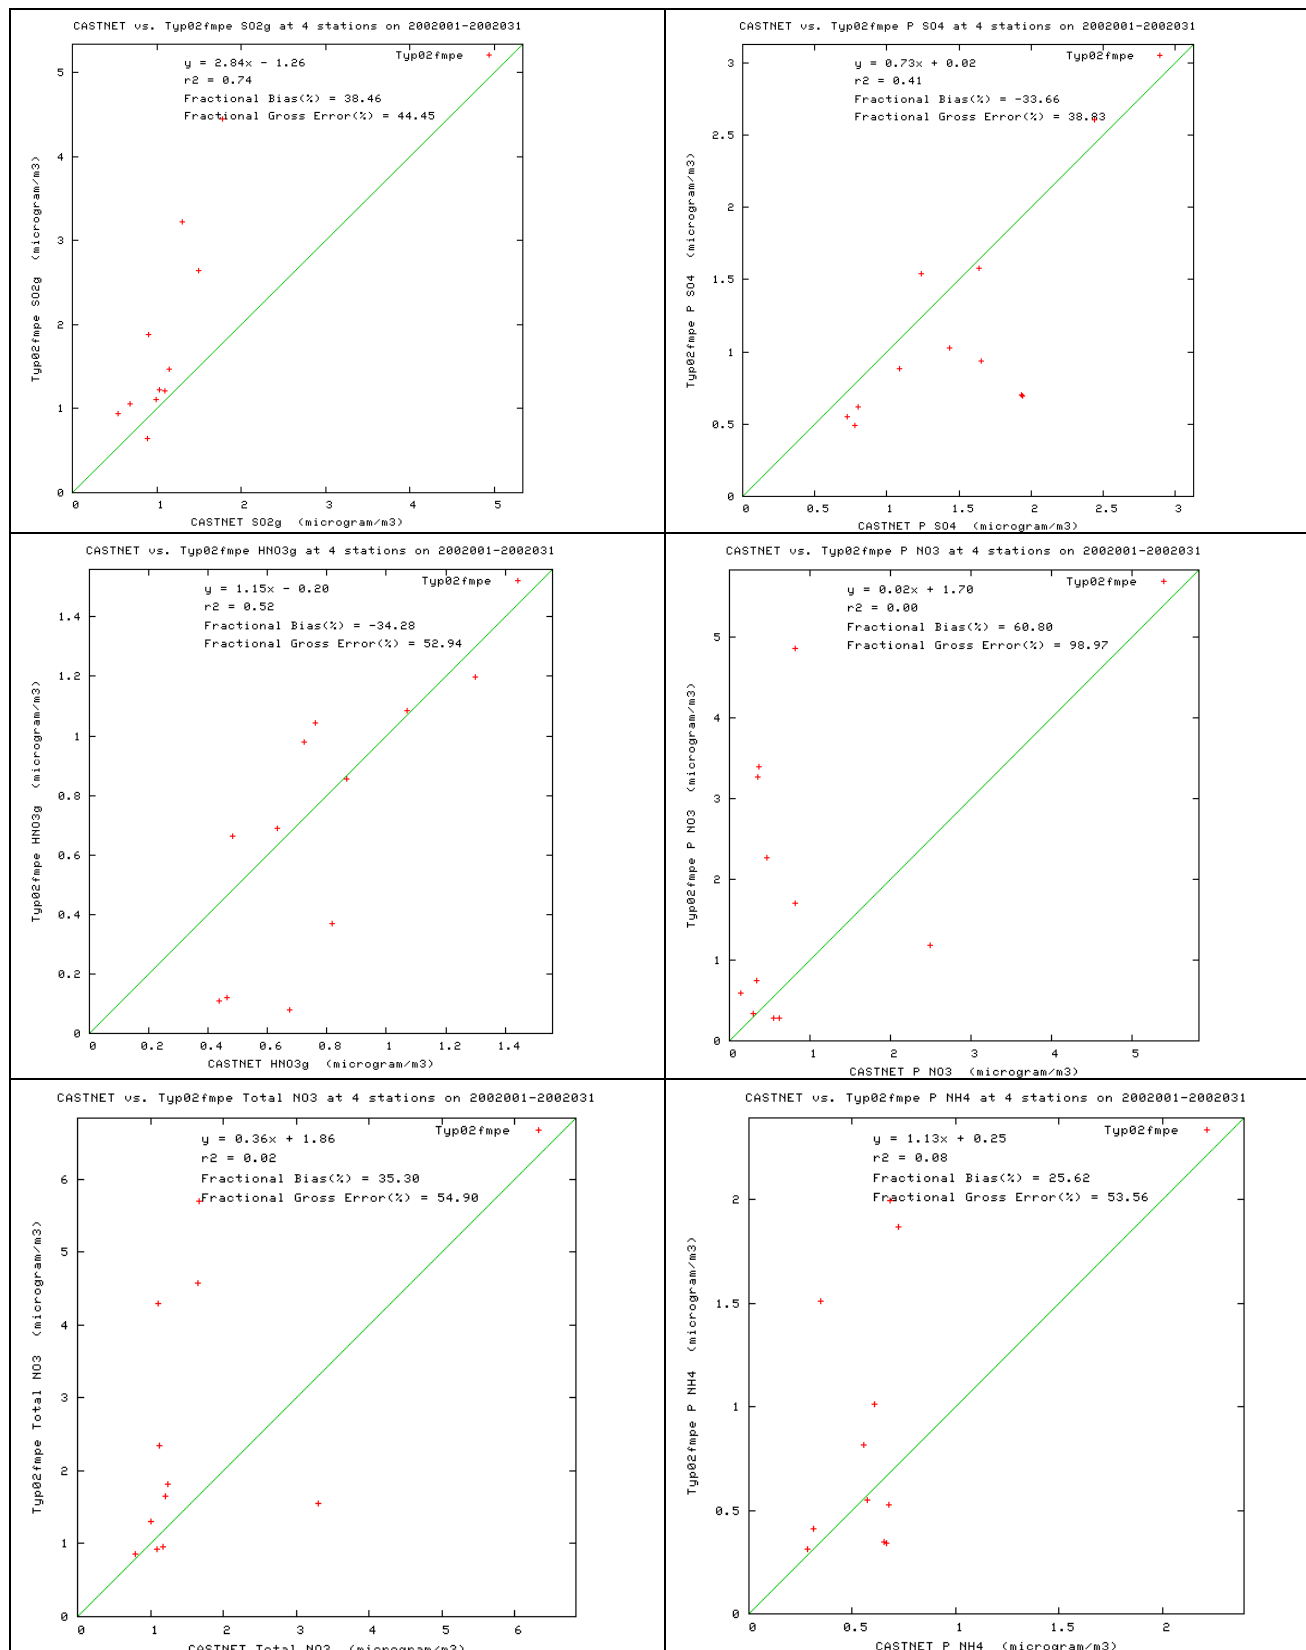 CASTNET vs. Typ02fmpe SO2g at 4 stations on 2002001-2002031
Typ02fmpe
y = 2.84x - 1.26
r2 = 0.74
Fractional Bias(%) = 38.46
Fractional Gross Error(%) = 44.45
5
4
3
2
1
0
Typ02fmpe SO2g (microgram/m3)
0 1 2 3 4 5
CASTNET SO2g (microgram/m3)
CASTNET vs. Typ02fmpe P SO4 at 4 stations on 2002001-2002031
Typ02fmpe
y = 0.73x + 0.02
r2 = 0.41
Fractional Bias(%) = -33.66
Fractional Gross Error(%) = 38.83
3
2.5
2
1.5
1
0.5
0
Typ02fmpe P SO4 (microgram/m3)
0 0.5 1 1.5 2 2.5 3
CASTNET P SO4 (microgram/m3)
CASTNET vs. Typ02fmpe HNO3g at 4 stations on 2002001-2002031
Typ02fmpe
y = 1.15x - 0.20
r2 = 0.52
Fractional Bias(%) = -34.28
Fractional Gross Error(%) = 52.94
1.4
1.2
1
0.8
0.6
0.4
0.2
0
Typ02fmpe HNO3g (microgram/m3)
0 0.2 0.4 0.6 0.8 1 1.2 1.4
CASTNET HNO3g (microgram/m3)
CASTNET vs. Typ02fmpe P NO3 at 4 stations on 2002001-2002031
Typ02fmpe
y = 0.02x + 1.70
r2 = 0.00
Fractional Bias(%) = 60.80
Fractional Gross Error(%) = 98.97
5
4
3
2
1
0
Typ02fmpe P NO3 (microgram/m3)
0 1 2 3 4 5
CASTNET P NO3 (microgram/m3)
CASTNET vs. Typ02fmpe Total NO3 at 4 stations on 2002001-2002031
Typ02fmpe
y = 0.36x + 1.86
r2 = 0.02
Fractional Bias(%) = 35.30
Fractional Gross Error(%) = 54.90
6
5
4
3
2
1
0
Typ02fmpe Total NO3 (microgram/m3)
0 1 2 3 4 5 6
CASTNET Total NO3 (microgram/m3)
CASTNET vs. Typ02fmpe P NH4 at 4 stations on 2002001-2002031
Typ02fmpe
y = 1.13x + 0.25
r2 = 0.08
Fractional Bias(%) = 25.62
Fractional Gross Error(%) = 53.56
2
1.5
1
0.5
0
Typ02fmpe P NH4 (microgram/m3)
0 0.5 1 1.5 2
CASTNET P NH4 (microgram/m3)